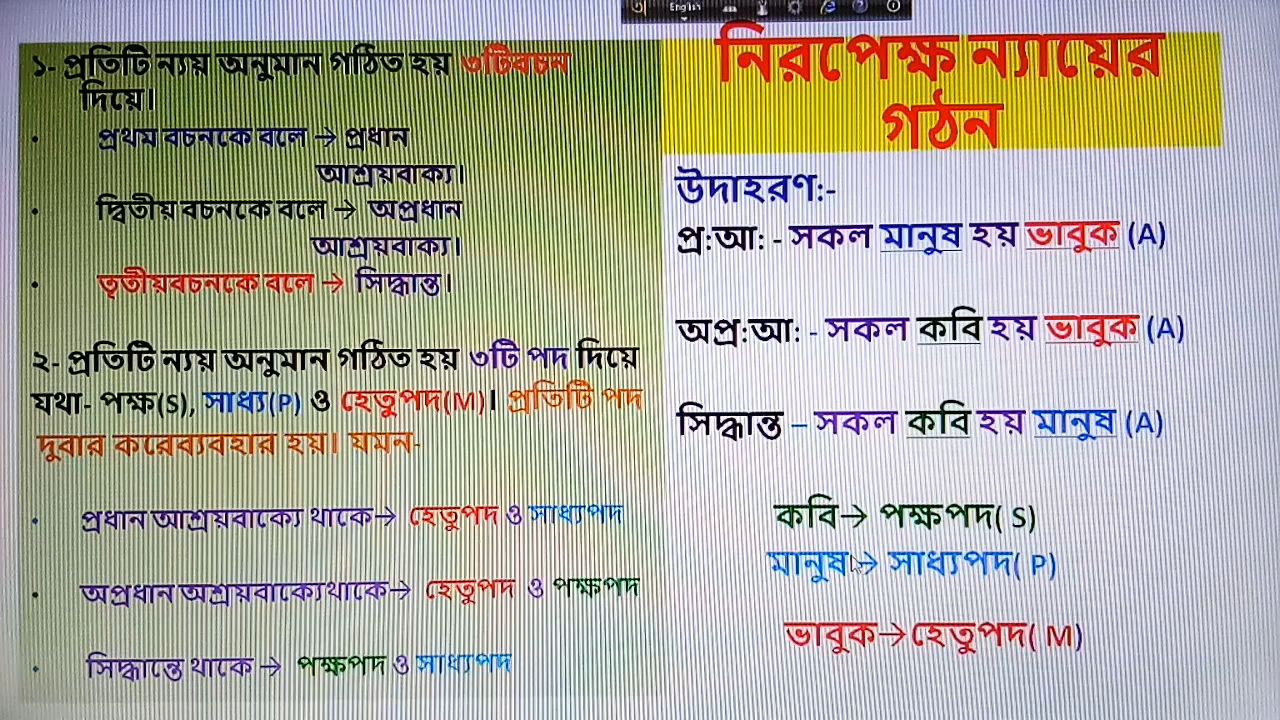 English
১- প্রতিটি ন্যয় অনুমান গঠিত হয় ৩টিবচন
দিয়ে।
প্রথম বচনকে বলে → প্রধান
আশ্রয়বাক্য।
দ্বিতীয় বচনকে বলে → অপ্রধান
আশ্রয়বাক্য।
তৃতীয়বচনকে বলে → সিদ্ধান্ত।
২- প্রতিটি ন্যয় অনুমান গঠিত হয় ৩টি পদ দিয়ে
যথা- পক্ষ(S), সাধ্য(P) ও হেতুপদ(M)। প্রতিটি পদ
দুবার করেব্যবহার হয়। যমন-
প্রধান আশ্রয়বাক্যে থাকে→ হেতুপদ ও সাধ্যপদ
অপ্রধান অশ্রয়বাক্যেথাকে→ হেতুপদ ও পক্ষপদ
সিদ্ধান্তে থাকে → পক্ষপদ ও সাধ্যপদ
নিরপেক্ষ ন্যায়ের
গঠন
উদাহরণ:-
প্র:আ: - সকল মানুষ হয় ভাবুক (A)
অপ্র:আ: - সকল কবি হয় ভাবুক (A)
সিদ্ধান্ত – সকল কবি হয় মানুষ (A)
কবি→ পক্ষপদ( S)
মানুষ→ সাধ্যপদ( P)
ভাবুক→হেতুপদ( M)